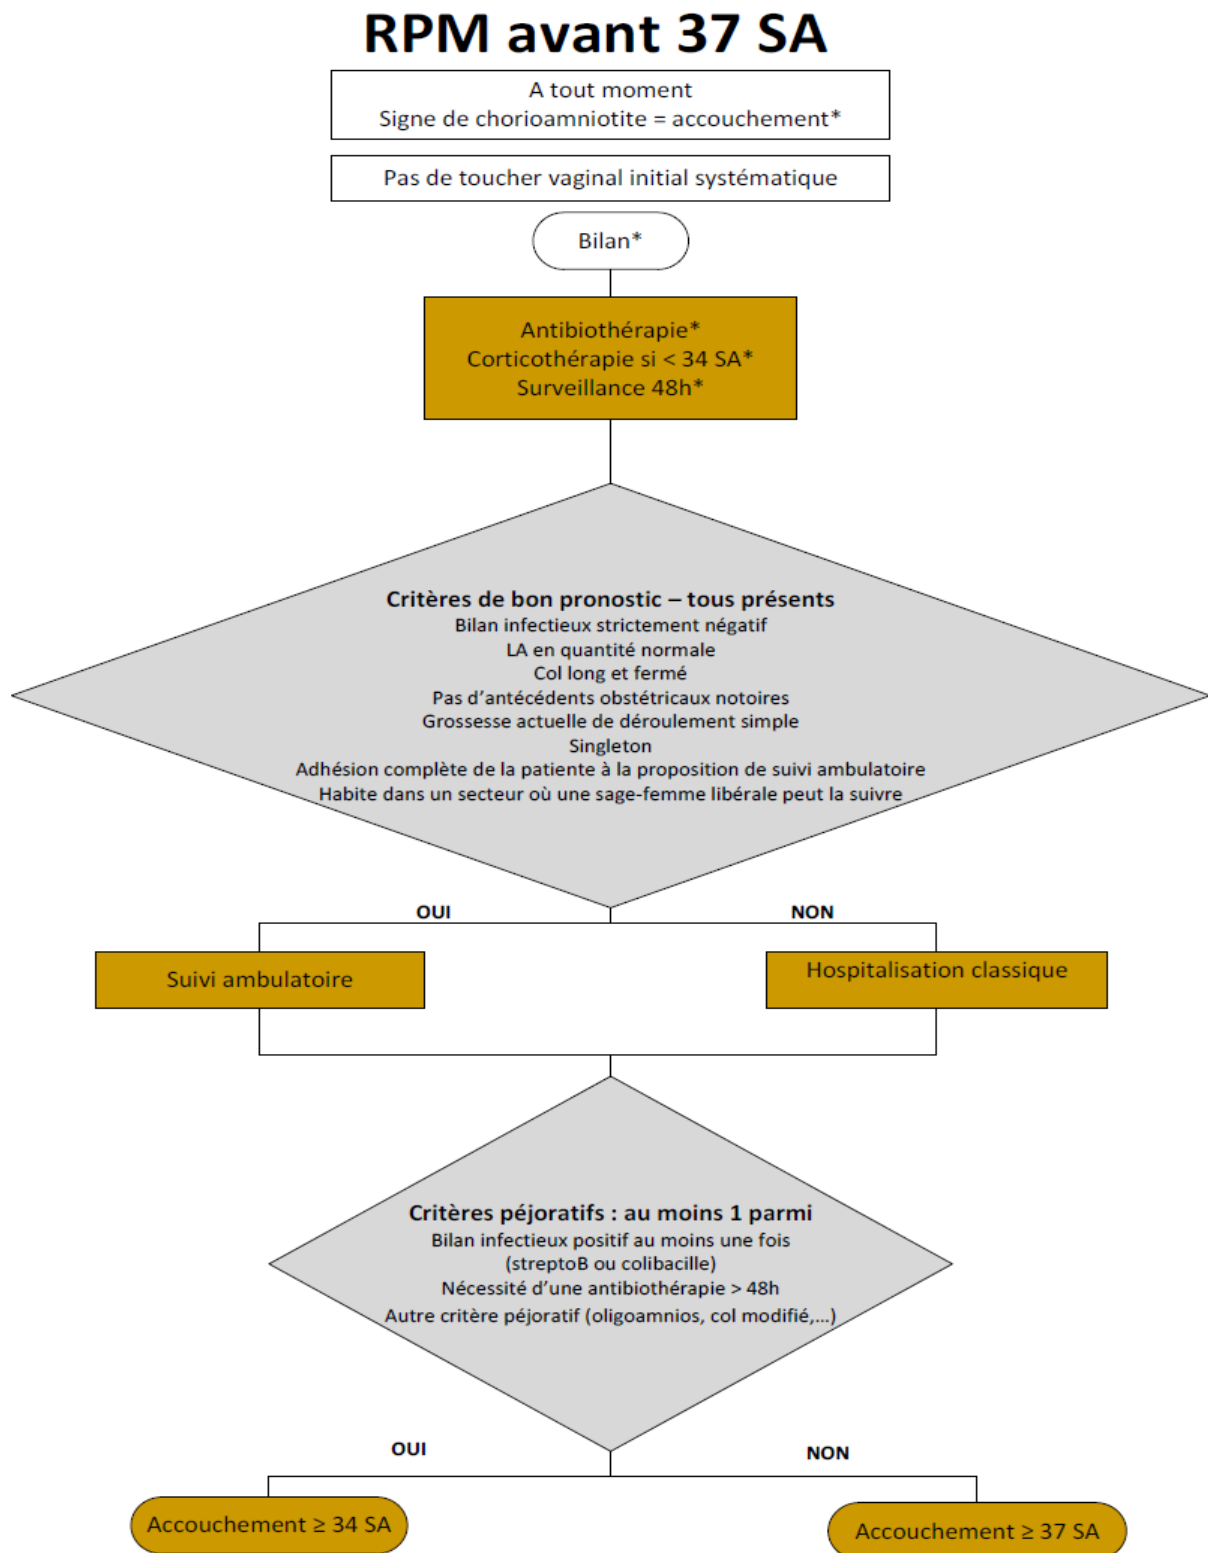 RPM avant 37 SA
A tout moment
Signe de chorioamniotite = accouchement*
Pas de toucher vaginal initial systématique
Bilan*
Antibiothérapie*
Corticothérapie si < 34 SA*
Surveillance 48h*
Critères de bon pronostic – tous présents
Bilan infectieux strictement négatif
LA en quantité normale
Col long et fermé
Pas d'antécédents obstétricaux notoires
Grossesse actuelle de déroulement simple
Singleton
Adhésion complète de la patiente à la proposition de suivi ambulatoire
Habite dans un secteur où une sage-femme libérale peut la suivre
OUI
NON
Suivi ambulatoire
Hospitalisation classique
Critères péjoratifs : au moins 1 parmi
Bilan infectieux positif au moins une fois
(streptoB ou colibacille)
Nécessité d'une antibiothérapie > 48h
Autre critère péjoratif (oligoamnios, col modifié,...)
OUI
NON
Accouchement ≥ 34 SA
Accouchement ≥ 37 SA